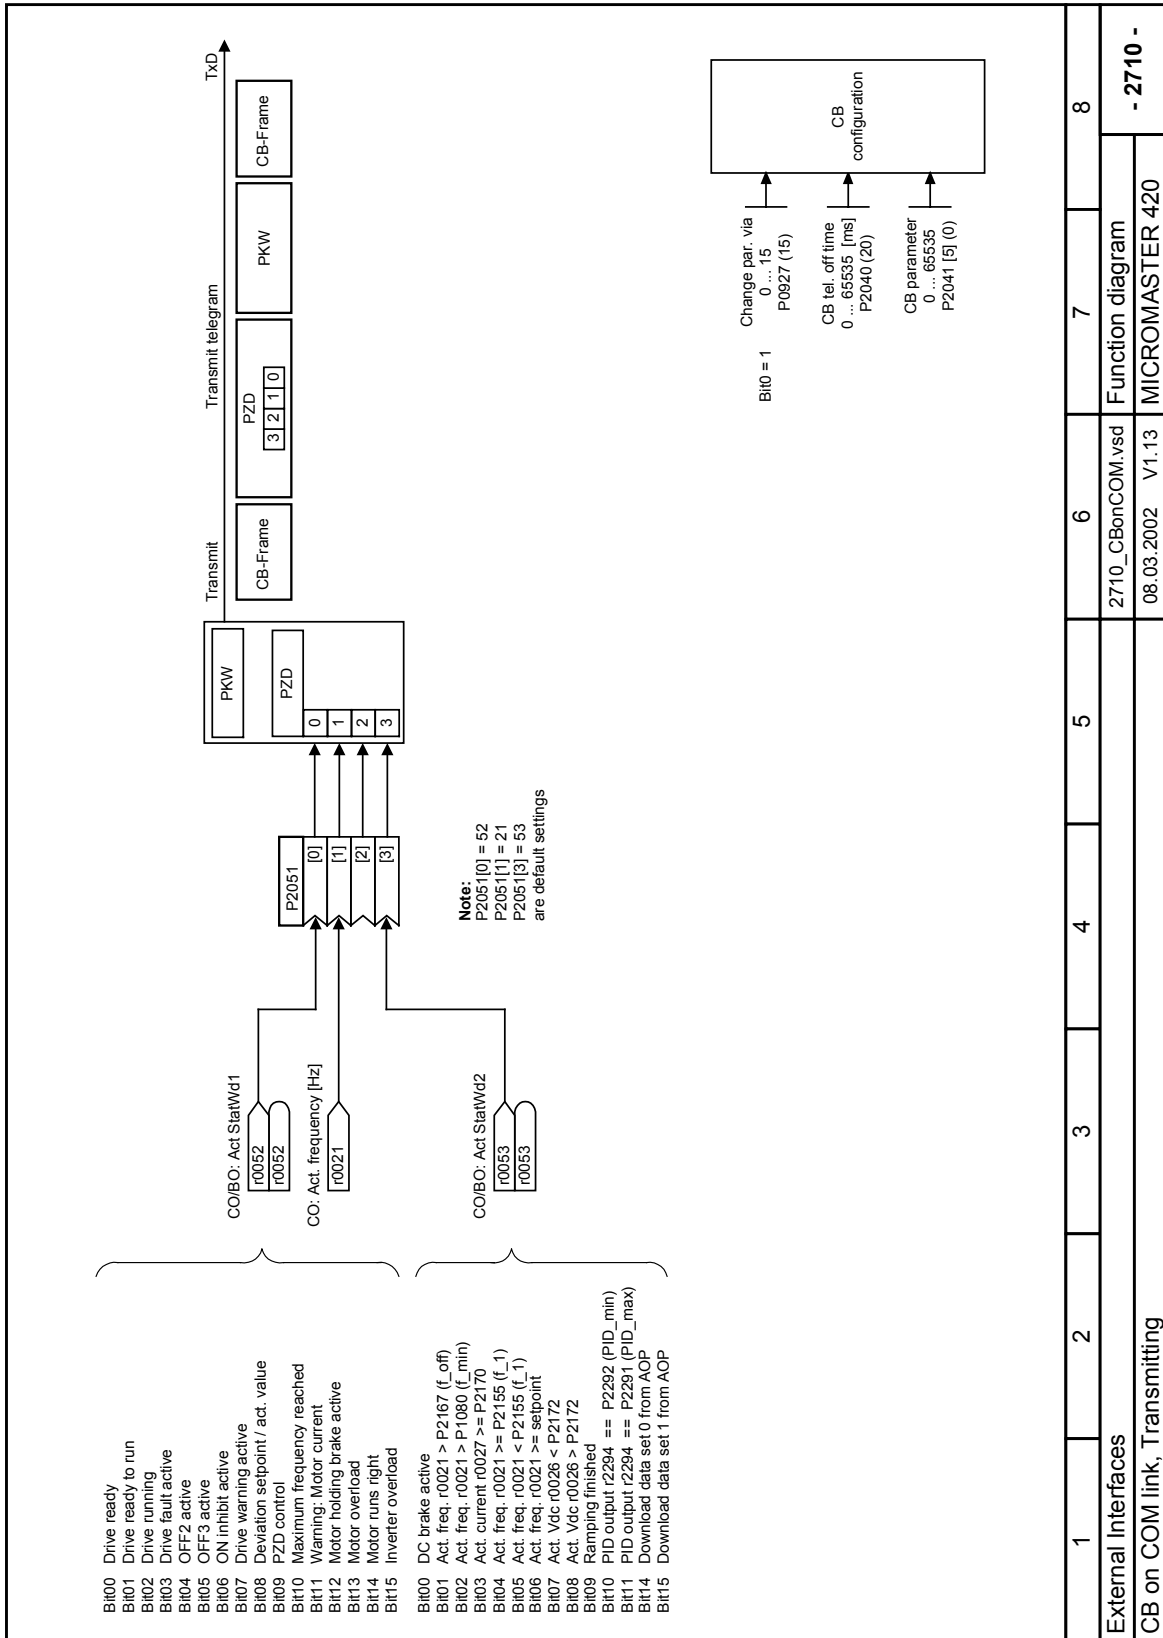 Bit00 Drive ready
Bit01 Drive ready to run
Bit02 Drive running
Bit03 Drive fault active
Bit04 OFF2 active
Bit05 OFF3 active
Bit06 ON inhibit active
Bit07 Drive warning active
Bit08 Deviation setpoint / act. value
Bit09 PZD control
Bit10 Maximum frequency reached
Bit11 Warning: Motor current
Bit12 Motor holding brake active
Bit13 Motor overload
Bit14 Motor runs right
Bit15 Inverter overload
Bit00 DC brake active
Bit01 Act. freq. r0021 > P2167 (f_off)
Bit02 Act. freq. r0021 > P1080 (f_min)
Bit03 Act. current r0027 >= P2170
Bit04 Act. freq. r0021 >= P2155 (f_1)
Bit05 Act. freq. r0021 < P2155 (f_1)
Bit06 Act. freq. r0021 >= setpoint
Bit07 Act. Vdc r0026 < P2172
Bit08 Act. Vdc r0026 > P2172
Bit09 Ramping finished
Bit10 PID output r2294 == P2292 (PID_min)
Bit11 PID output r2294 == P2291 (PID_max)
Bit14 Download data set 0 from AOP
Bit15 Download data set 1 from AOP
CO/BO: Act StatWd1
r0052
r0052
CO: Act. frequency [Hz]
r0021
CO/BO: Act StatWd2
r0053
r0053
P2051
[0]
[1]
[2]
[3]
Note:
P2051[0] = 52
P2051[1] = 21
P2051[3] = 53
are default settings
PKW
PZD
0
1
2
3
Transmit
Transmit telegram
TxD
CB-Frame
PZD
3 2 1 0
PKW
CB-Frame
Bit0 = 1
Change par. via
0 ... 15
P0927 (15)
CB tel. off time
0 ... 65535 [ms]
P2040 (20)
CB parameter
0 ... 65535
P2041 [5] (0)
CB
configuration
1 2 3 4 5 6 7 8
External Interfaces
2710_CBonCOM.vsd
Function diagram
- 2710 -
CB on COM link, Transmitting
08.03.2002 V1.13
MICROMASTER 420